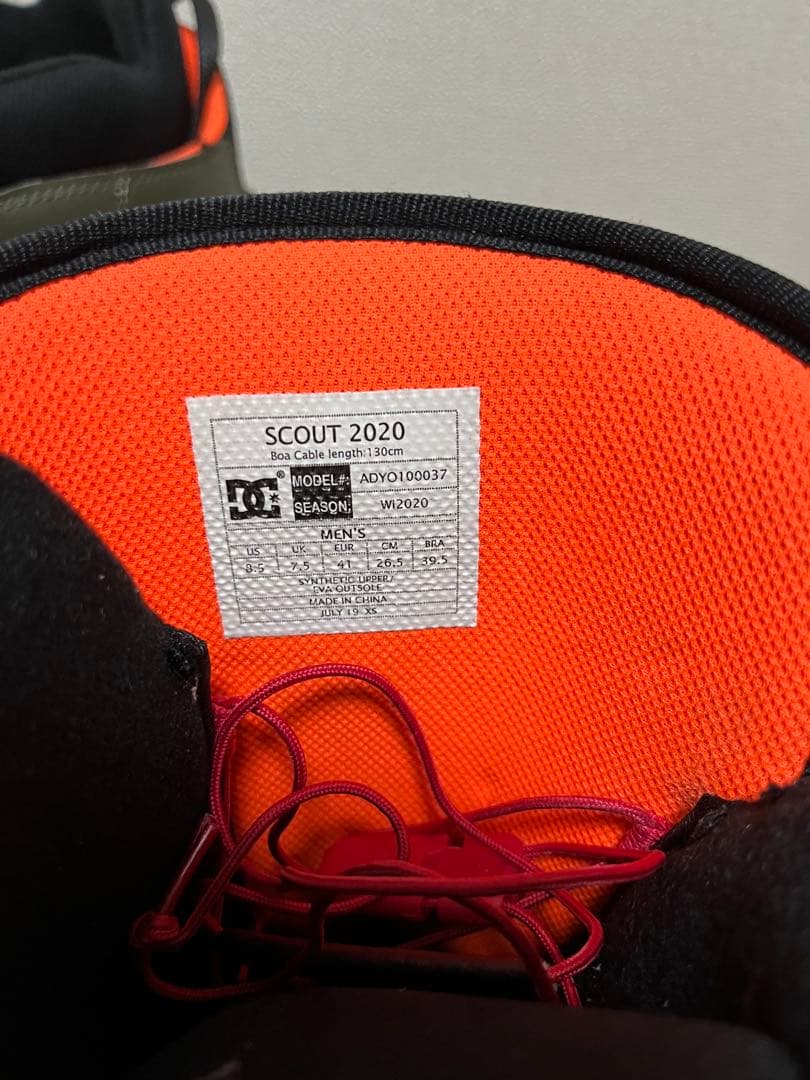 SCOUT 2020
Boa Cable length:130cm
DC® MODEL#: ADYO100037
SEASON: Wi2020
MEN'S
US UK EUR CM BRA
8.5 7.5 41 26.5 39.5
SYNTHETIC UPPER/
EVA OUTSOLE
MADE IN CHINA
JULY 19 XS